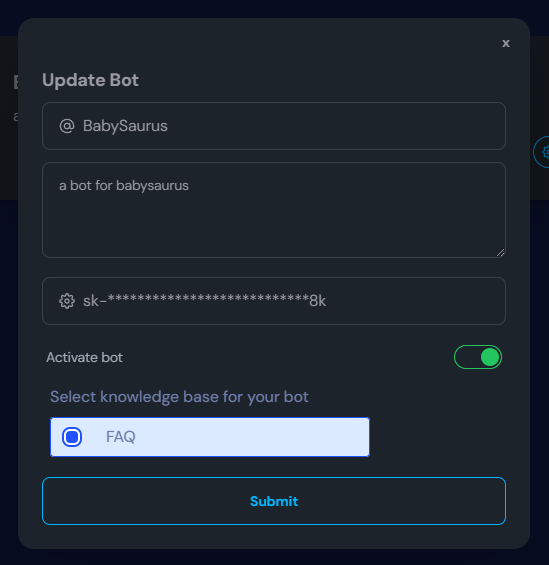 x
Update Bot
@ BabySaurus
a bot for babysaurus
sk-***************************8k
Activate bot
Select knowledge base for your bot
FAQ
Submit